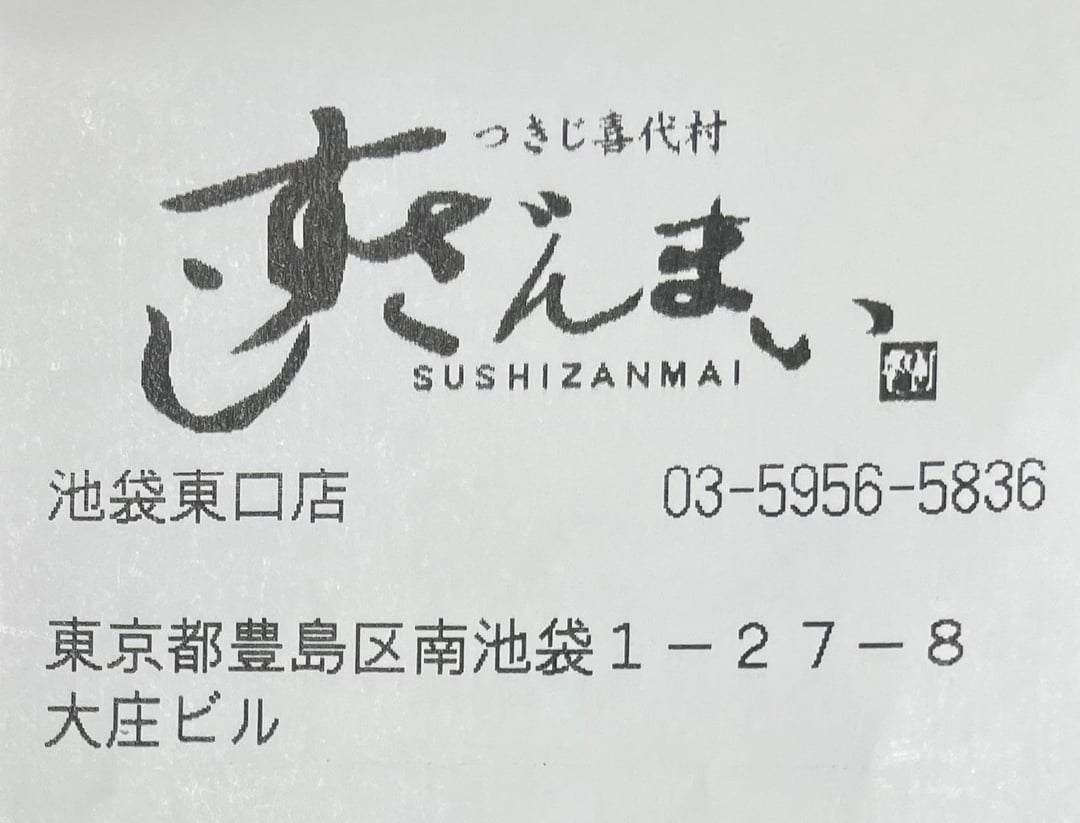 つきじ喜代村
すしざんまい
SUSHIZANMAI
池袋東口店 03-5956-5836
東京都豊島区南池袋1-27-8
大庄ビル